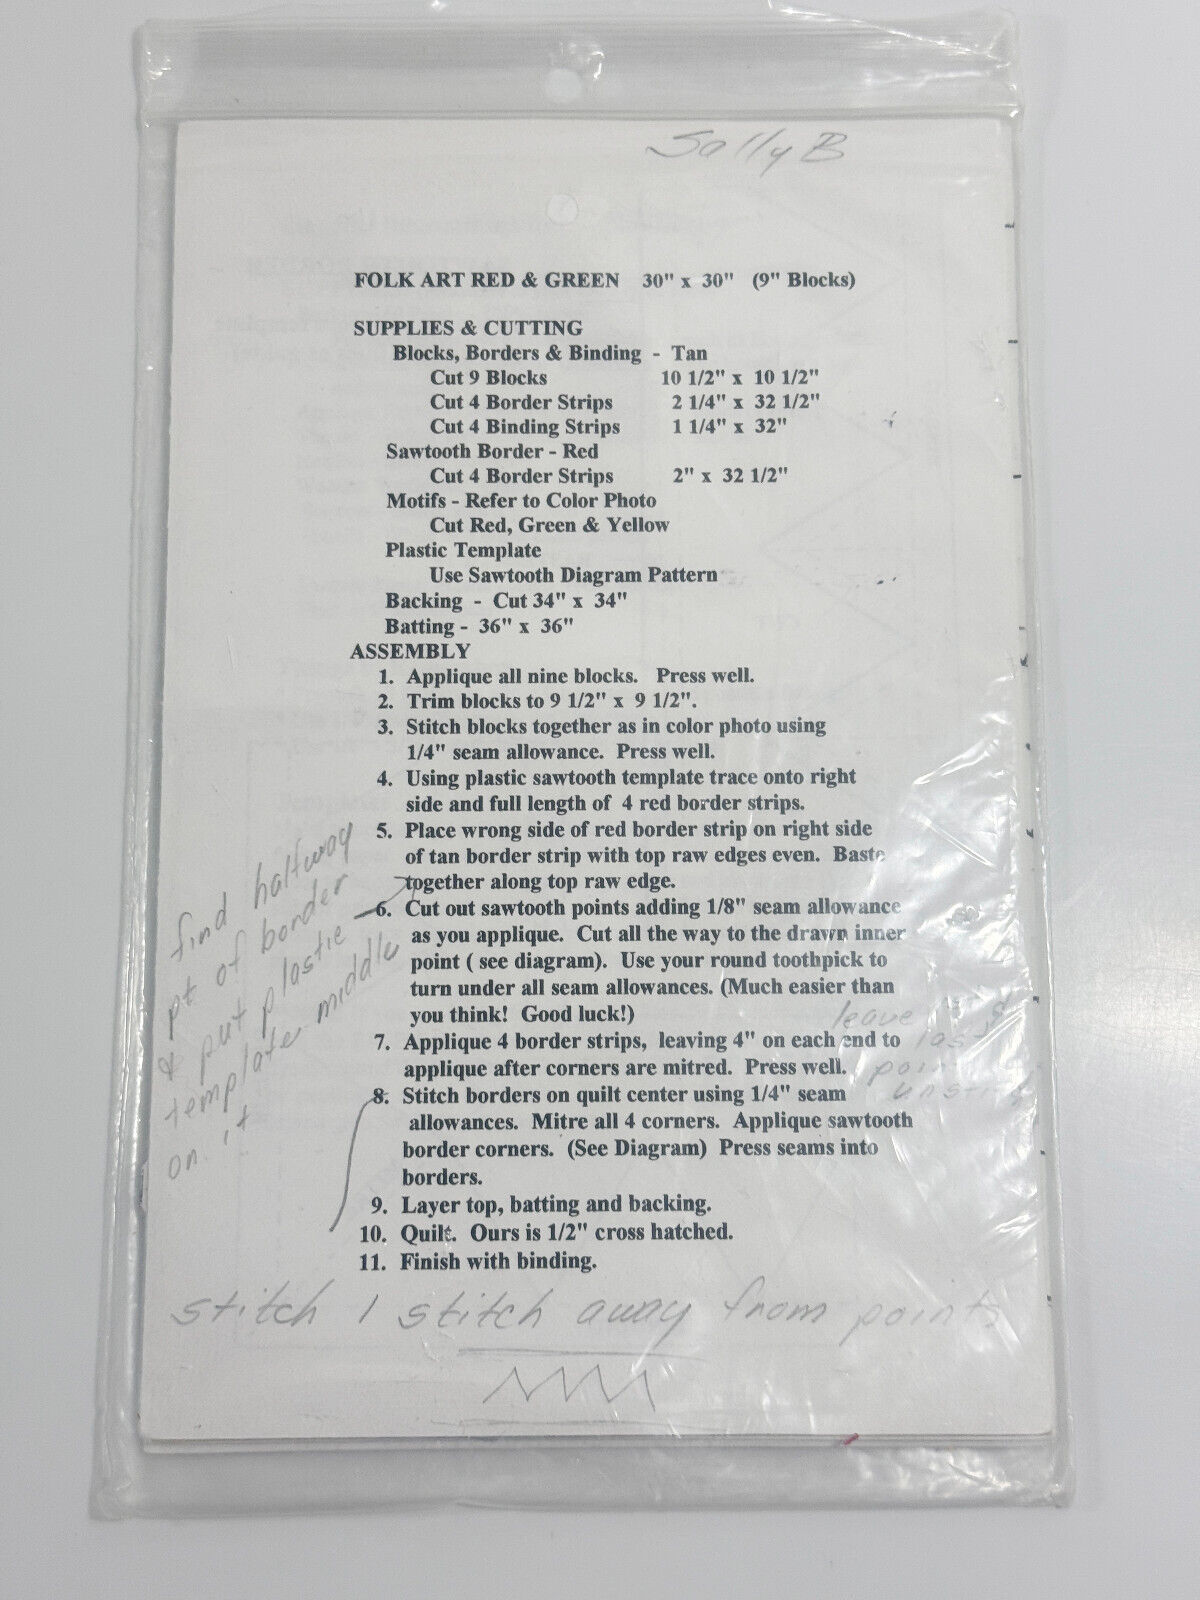 Sally B
FOLK ART RED & GREEN 30" x 30" (9" Blocks)
SUPPLIES & CUTTING
Blocks, Borders & Binding - Tan
Cut 9 Blocks 10 1/2" x 10 1/2"
Cut 4 Border Strips 2 1/4" x 32 1/2"
Cut 4 Binding Strips 1 1/4" x 32"
Sawtooth Border - Red
Cut 4 Border Strips 2" x 32 1/2"
Motifs - Refer to Color Photo
Cut Red, Green & Yellow
Plastic Template
Use Sawtooth Diagram Pattern
Backing - Cut 34" x 34"
Batting - 36" x 36"
ASSEMBLY
1. Applique all nine blocks. Press well.
2. Trim blocks to 9 1/2" x 9 1/2".
3. Stitch blocks together as in color photo using
1/4" seam allowance. Press well.
4. Using plastic sawtooth template trace onto right
side and full length of 4 red border strips.
5. Place wrong side of red border strip on right side
of tan border strip with top raw edges even. Baste
together along top raw edge.
6. Cut out sawtooth points adding 1/8" seam allowance
as you applique. Cut all the way to the drawn inner
point ( see diagram). Use your round toothpick to
turn under all seam allowances. (Much easier than
you think! Good luck!)
7. Applique 4 border strips, leaving 4" on each end to
applique after corners are mitred. Press well.
8. Stitch borders on quilt center using 1/4" seam
allowances. Mitre all 4 corners. Applique sawtooth
border corners. (See Diagram) Press seams into
borders.
9. Layer top, batting and backing.
10. Quilt. Ours is 1/2" cross hatched.
11. Finish with binding.
find halfway
pt of border
& put plastic
template middle
on it
leave
last
stitch 1 stitch away from points